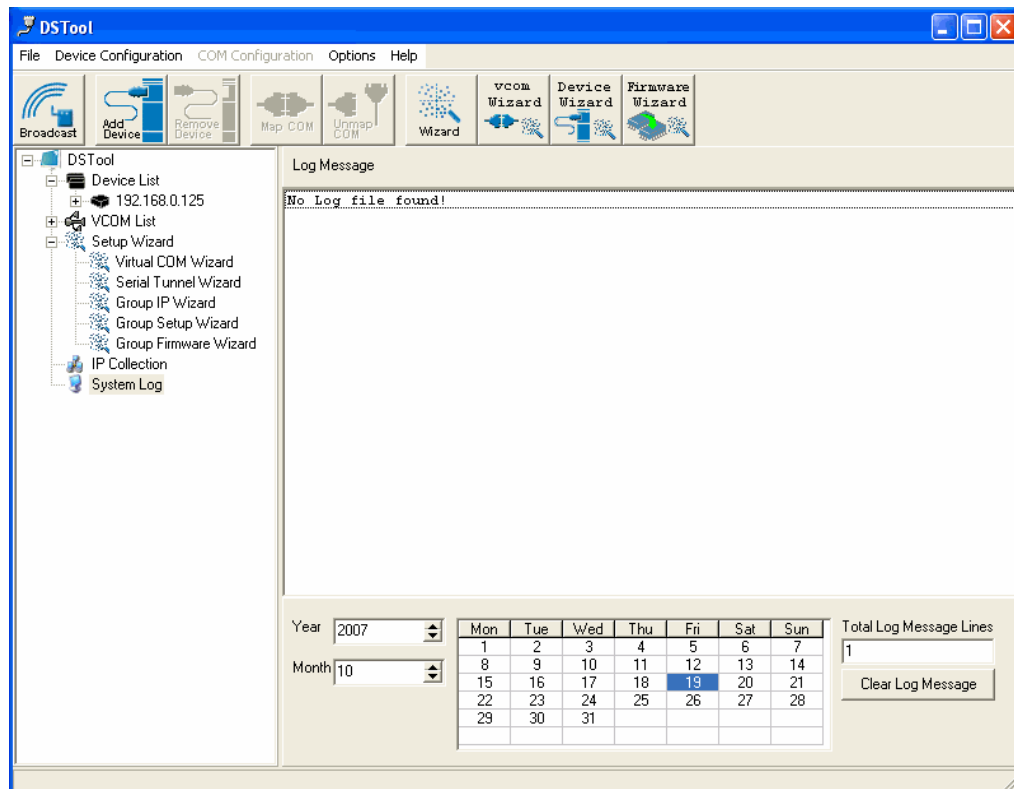 DSTool
File Device Configuration COM Configuration Options Help
Broadcast Add Device Remove Device Map COM Unmap COM Wizard vcom Wizard Device Wizard Firmware Wizard
DSTool
Device List
192.168.0.125
VCOM List
Setup Wizard
Virtual COM Wizard
Serial Tunnel Wizard
Group IP Wizard
Group Setup Wizard
Group Firmware Wizard
IP Collection
System Log
Log Message
No Log file found!
Year 2007
Month 10
Mon Tue Wed Thu Fri Sat Sun
1 2 3 4 5 6 7
8 9 10 11 12 13 14
15 16 17 18 19 20 21
22 23 24 25 26 27 28
29 30 31
Total Log Message Lines
1
Clear Log Message